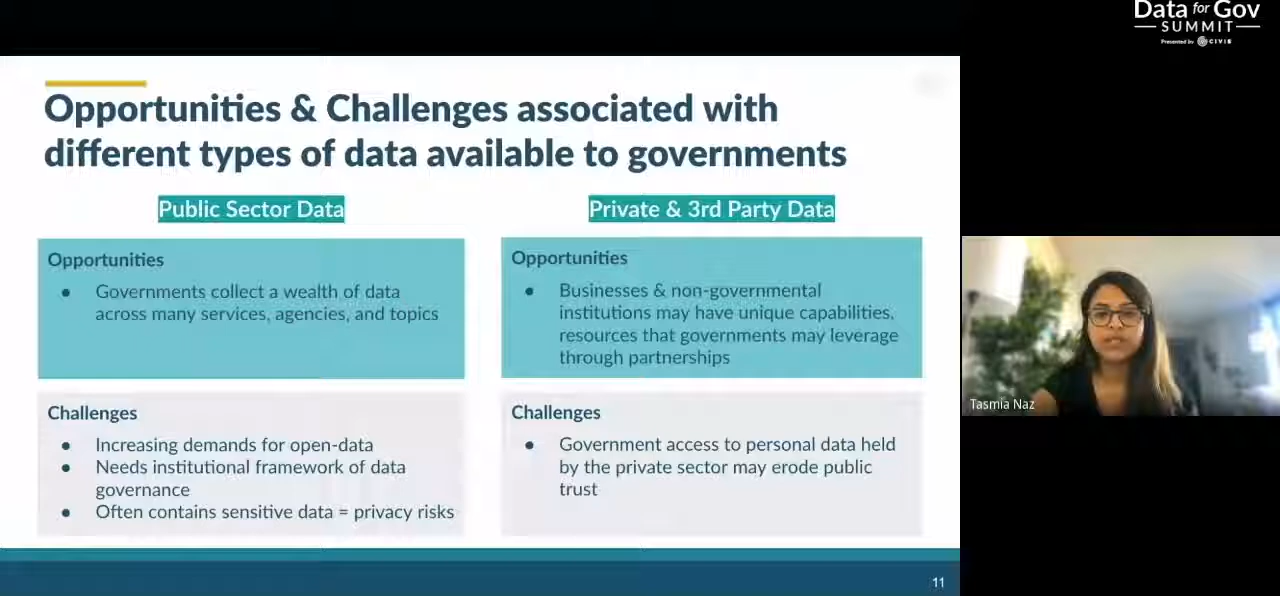 Data for Gov
SUMMIT
Presented by CIVIS
Opportunities & Challenges associated with
different types of data available to governments
Public Sector Data
Opportunities
● Governments collect a wealth of data
across many services, agencies, and topics
Challenges
● Increasing demands for open-data
● Needs institutional framework of data
governance
● Often contains sensitive data = privacy risks
Private & 3rd Party Data
Opportunities
● Businesses & non-governmental
institutions may have unique capabilities,
resources that governments may leverage
through partnerships
Challenges
● Government access to personal data held
by the private sector may erode public
trust
Tasmia Naz
11